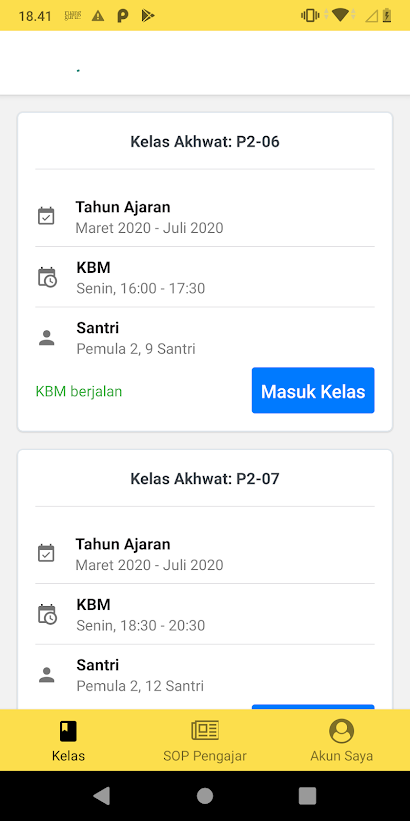 18.41
Kelas Akhwat: P2-06
Tahun Ajaran
Maret 2020 - Juli 2020
KBM
Senin, 16:00 - 17:30
Santri
Pemula 2, 9 Santri
KBM berjalan
Masuk Kelas
Kelas Akhwat: P2-07
Tahun Ajaran
Maret 2020 - Juli 2020
KBM
Senin, 18:30 - 20:30
Santri
Pemula 2, 12 Santri
Kelas
SOP Pengajar
Akun Saya